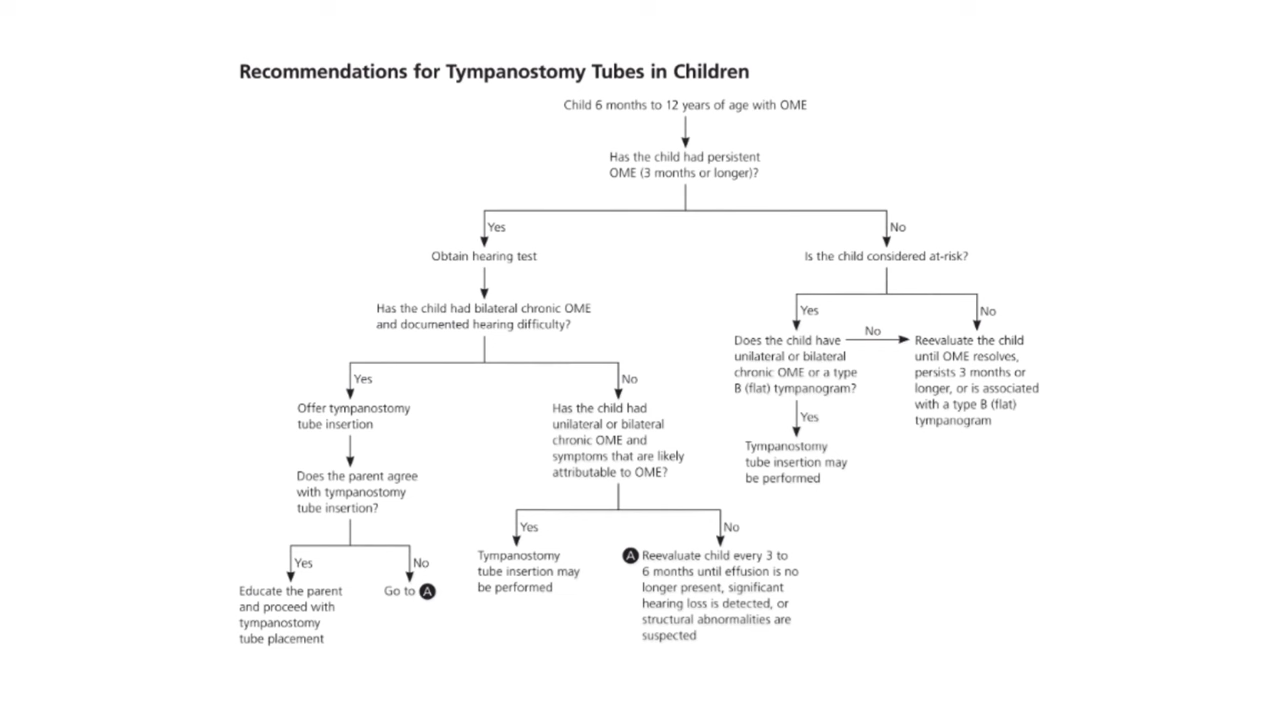 Recommendations for Tympanostomy Tubes in Children
Child 6 months to 12 years of age with OME
Has the child had persistent
OME (3 months or longer)?
Yes
No
Obtain hearing test
Is the child considered at-risk?
Has the child had bilateral chronic OME
and documented hearing difficulty?
Yes
No
Does the child have
unilateral or bilateral
chronic OME or a type
B (flat) tympanogram?
No
Reevaluate the child
until OME resolves,
persists 3 months or
longer, or is associated
with a type B (flat)
tympanogram
Yes
Tympanostomy
tube insertion may
be performed
Yes
No
Offer tympanostomy
tube insertion
Has the child had
unilateral or bilateral
chronic OME and
symptoms that are likely
attributable to OME?
Does the parent agree
with tympanostomy
tube insertion?
Yes
No
Educate the parent
and proceed with
tympanostomy
tube placement
Go to A
Yes
No
Tympanostomy
tube insertion may
be performed
A Reevaluate child every 3 to
6 months until effusion is no
longer present, significant
hearing loss is detected, or
structural abnormalities are
suspected